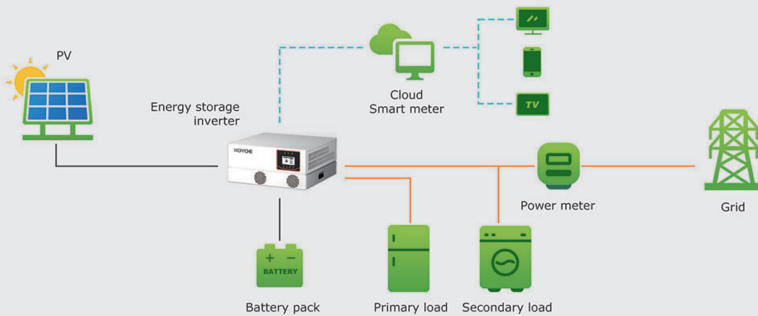 PV
Energy storage
inverter
Cloud
Smart meter
TV
Power meter
Grid
+ −
BATTERY
Battery pack
Primary load
Secondary load